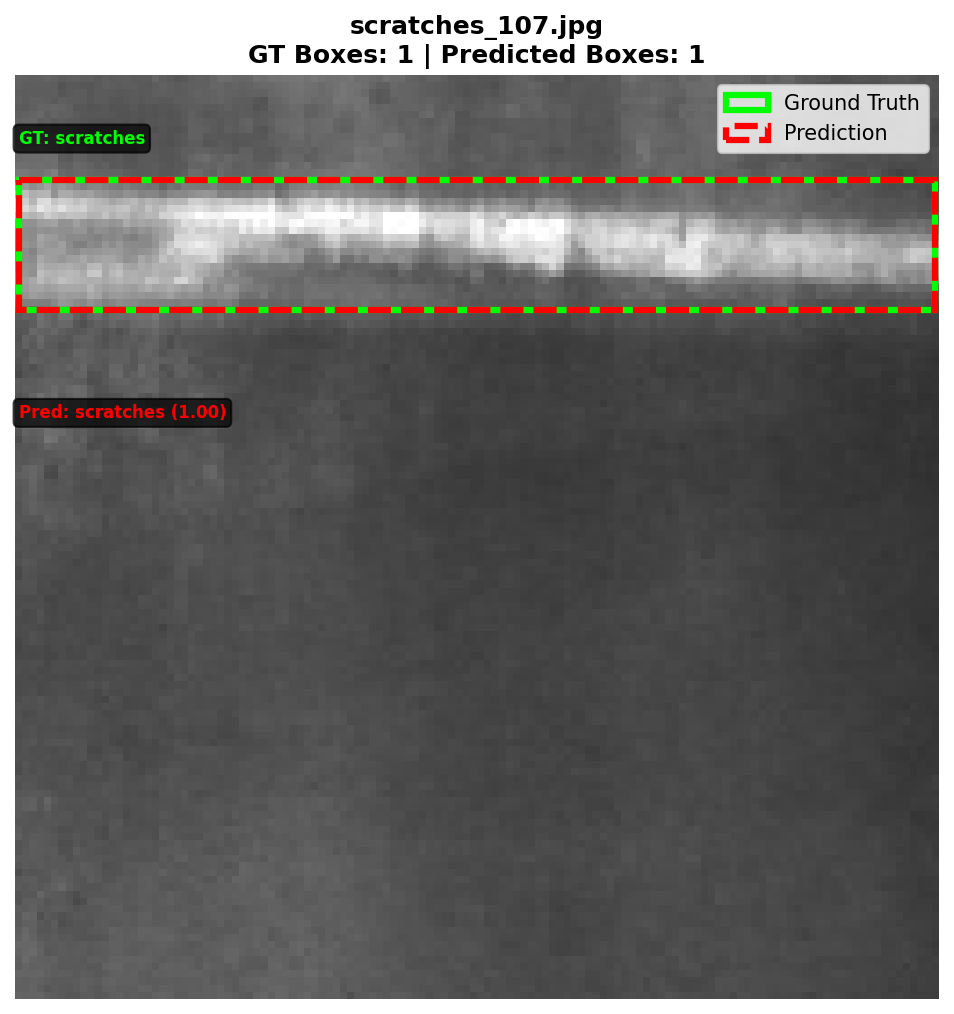 scratches_107.jpg
GT Boxes: 1 | Predicted Boxes: 1
Ground Truth
Prediction
GT: scratches
Pred: scratches (1.00)